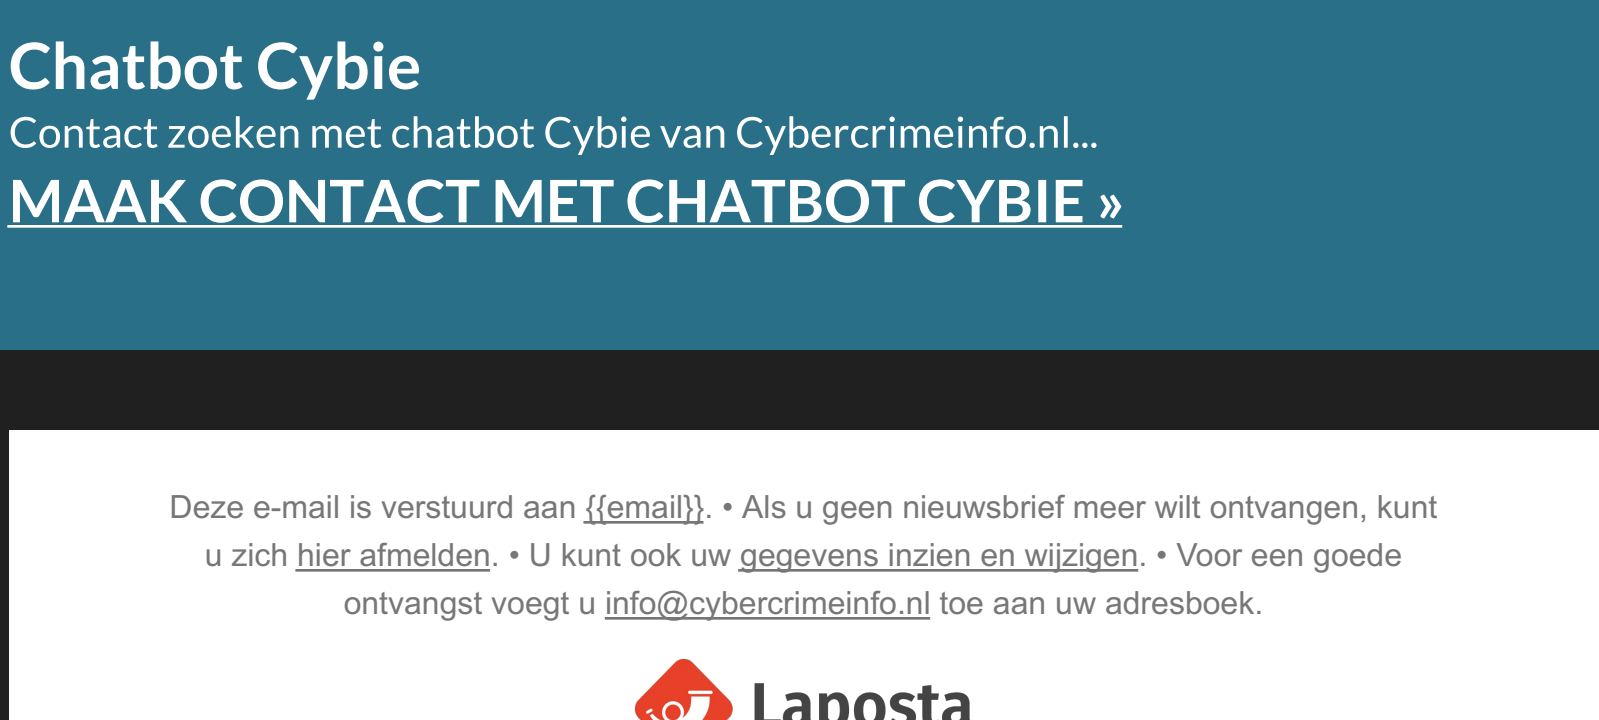 Chatbot Cybie
Contact zoeken met chatbot Cybie van Cybercrimeinfo.nl...
MAAK CONTACT MET CHATBOT CYBIE »
Deze e-mail is verstuurd aan {{email}}. • Als u geen nieuwsbrief meer wilt ontvangen, kunt
u zich hier afmelden. • U kunt ook uw gegevens inzien en wijzigen. • Voor een goede
ontvangst voegt u info@cybercrimeinfo.nl toe aan uw adresboek.
Laposta